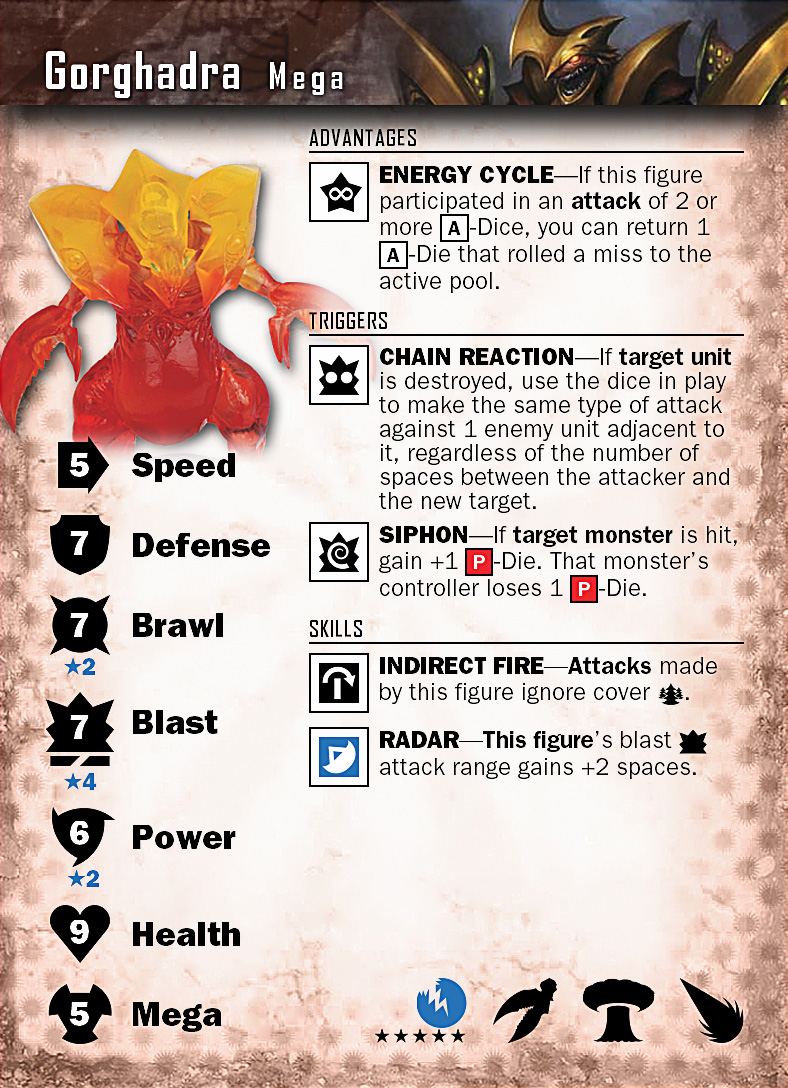 Gorghadra Mega
ADVANTAGES
ENERGY CYCLE—If this figure
participated in an attack of 2 or
more A-Dice, you can return 1
A-Die that rolled a miss to the
active pool.
TRIGGERS
CHAIN REACTION—If target unit
is destroyed, use the dice in play
to make the same type of attack
against 1 enemy unit adjacent to
it, regardless of the number of
spaces between the attacker and
the new target.
SIPHON—If target monster is hit,
gain +1 P-Die. That monster's
controller loses 1 P-Die.
SKILLS
INDIRECT FIRE—Attacks made
by this figure ignore cover .
RADAR—This figure's blast
attack range gains +2 spaces.
5 Speed
7 Defense
7 Brawl
★2
7 Blast
★4
6 Power
★2
9 Health
5 Mega
★★★★★